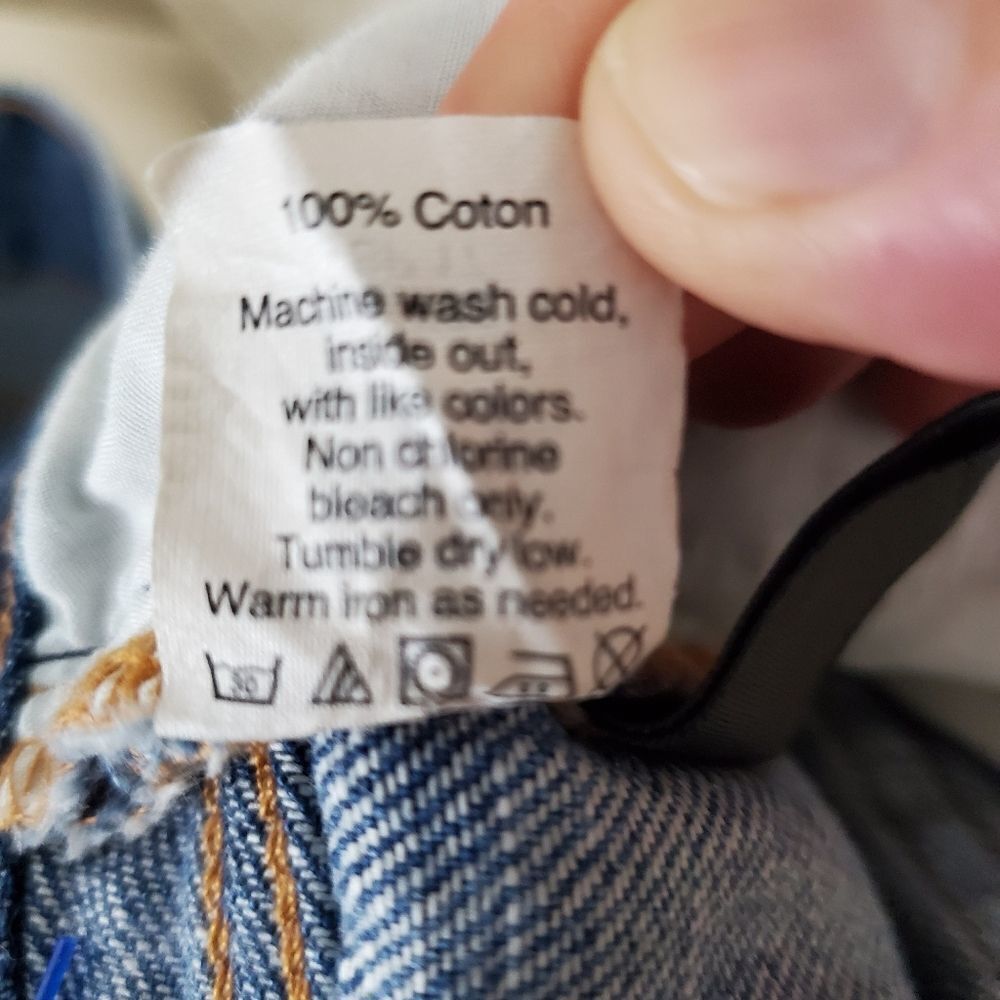 100% Coton
Machine wash cold,
inside out,
with like colors.
Non chlorine
bleach only.
Tumble dry low.
Warm iron as needed.
30